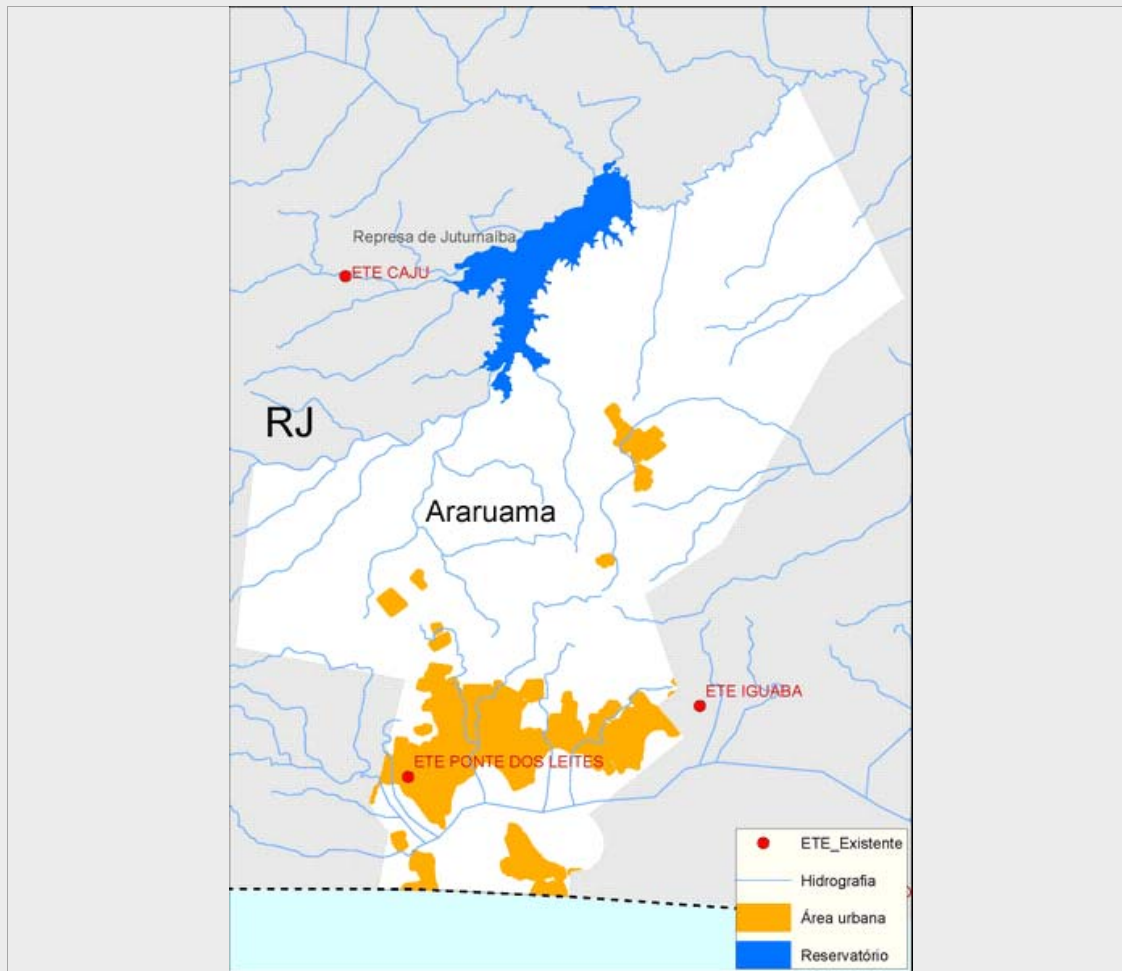 Represa de Juturnaíba
ETE CAJU
RJ
Araruama
ETE IGUABA
ETE PONTE DOS LEITES
ETE_Existente
Hidrografia
Área urbana
Reservatório